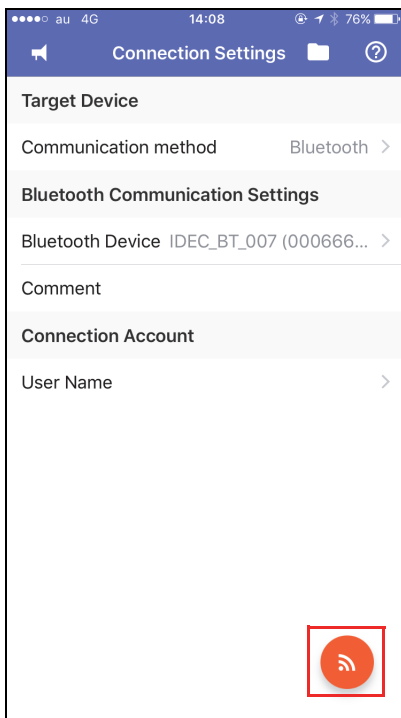 au 4G 14:08 76%
Connection Settings
Target Device
Communication method Bluetooth
Bluetooth Communication Settings
Bluetooth Device IDEC_BT_007 (000666...
Comment
Connection Account
User Name